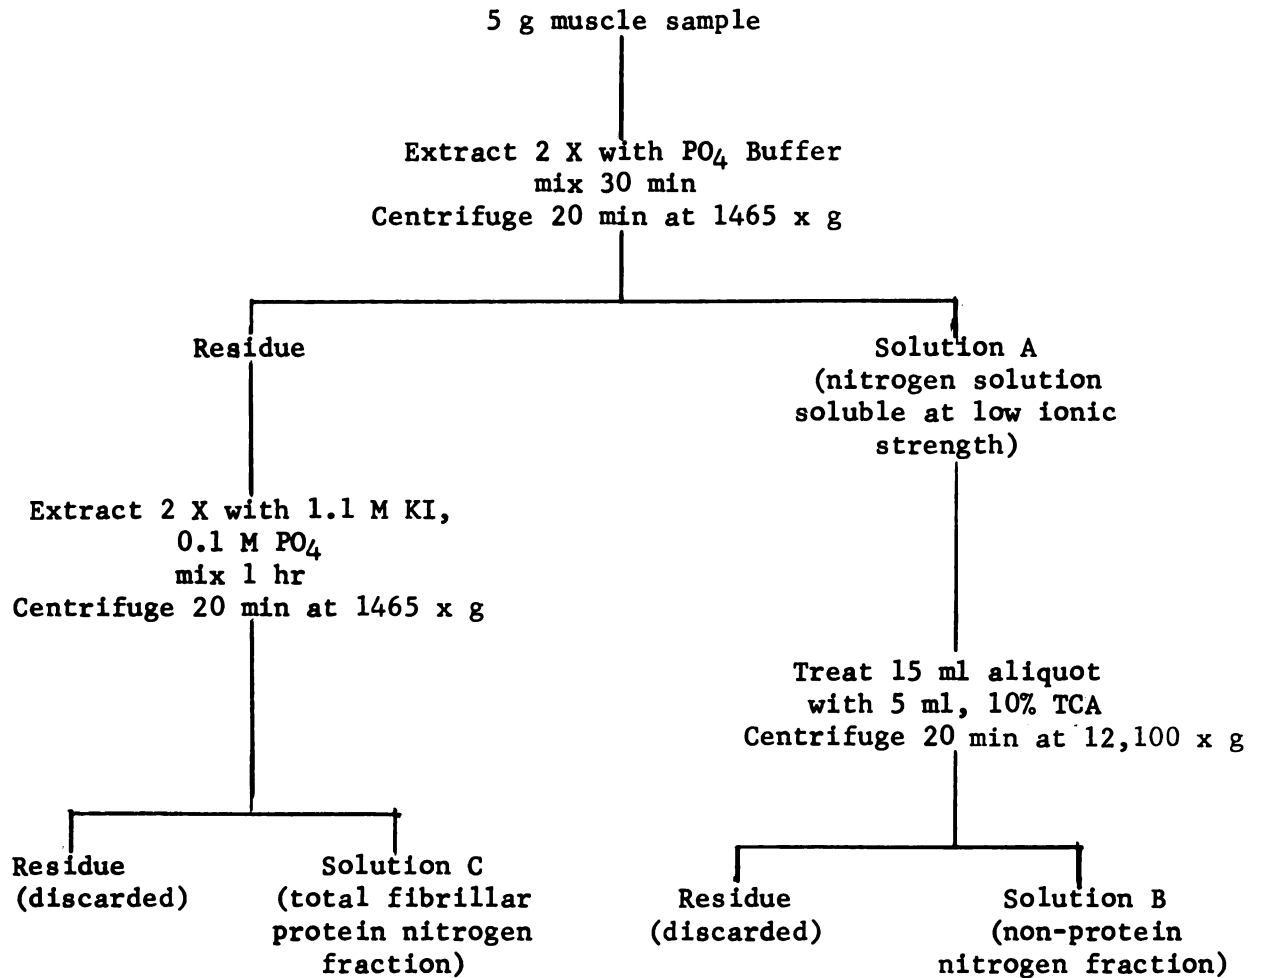 5 g muscle sample
Extract 2 X with PO4 Buffer
mix 30 min
Centrifuge 20 min at 1465 x g
Residue
Solution A
(nitrogen solution
soluble at low ionic
strength)
Extract 2 X with 1.1 M KI,
0.1 M PO4
mix 1 hr
Centrifuge 20 min at 1465 x g
Treat 15 ml aliquot
with 5 ml, 10% TCA
Centrifuge 20 min at 12,100 x g
Residue
(discarded)
Solution C
(total fibrillar
protein nitrogen
fraction)
Residue
(discarded)
Solution B
(non-protein
nitrogen fraction)